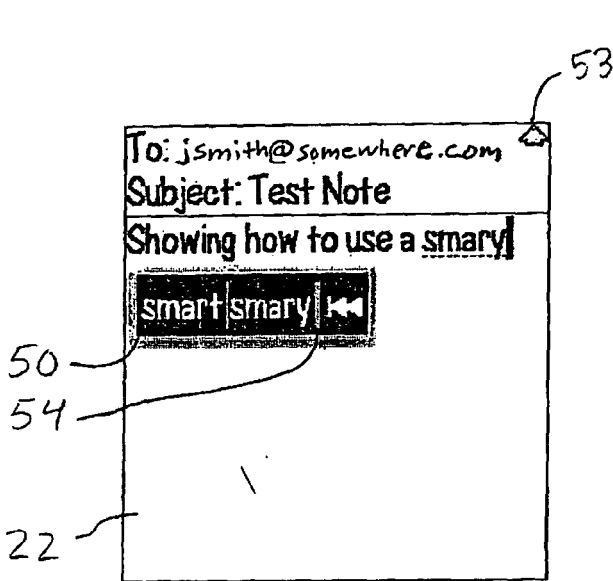 53
To: jsmith@somewhere.com
Subject: Test Note
Showing how to use a smary
smart smary
50
54
22